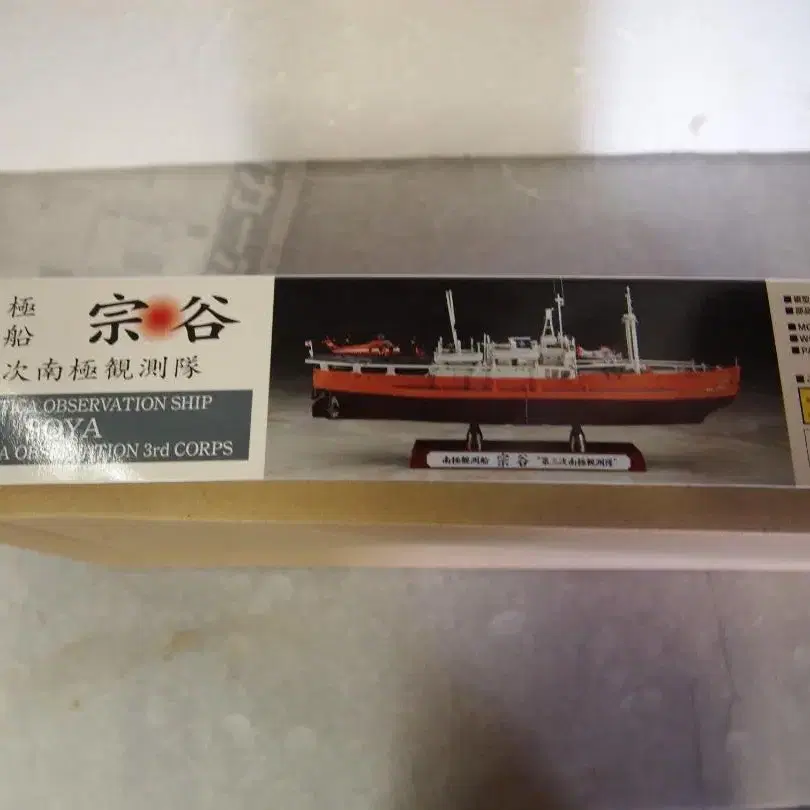 極
船
宗谷
次南極観測隊
TICA OBSERVATION SHIP
SOYA
A OBSERVATION 3rd CORPS
南極観測船 宗谷 "第三次南極観測隊"